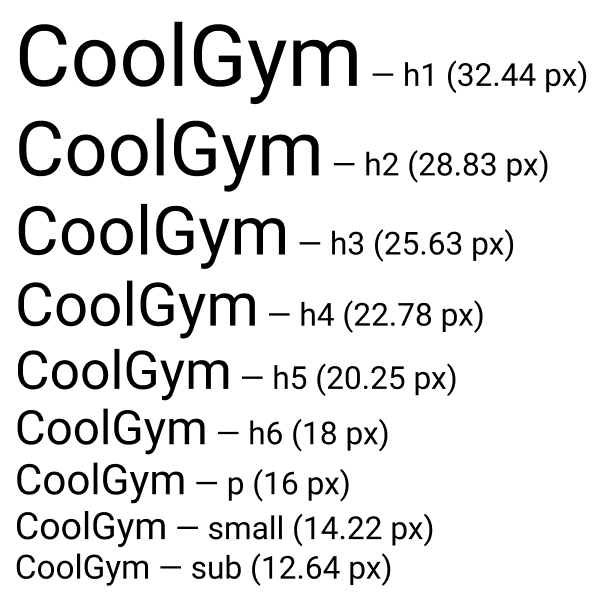 CoolGym – h1 (32.44 px)
CoolGym – h2 (28.83 px)
CoolGym – h3 (25.63 px)
CoolGym – h4 (22.78 px)
CoolGym – h5 (20.25 px)
CoolGym – h6 (18 px)
CoolGym – p (16 px)
CoolGym – small (14.22 px)
CoolGym – sub (12.64 px)